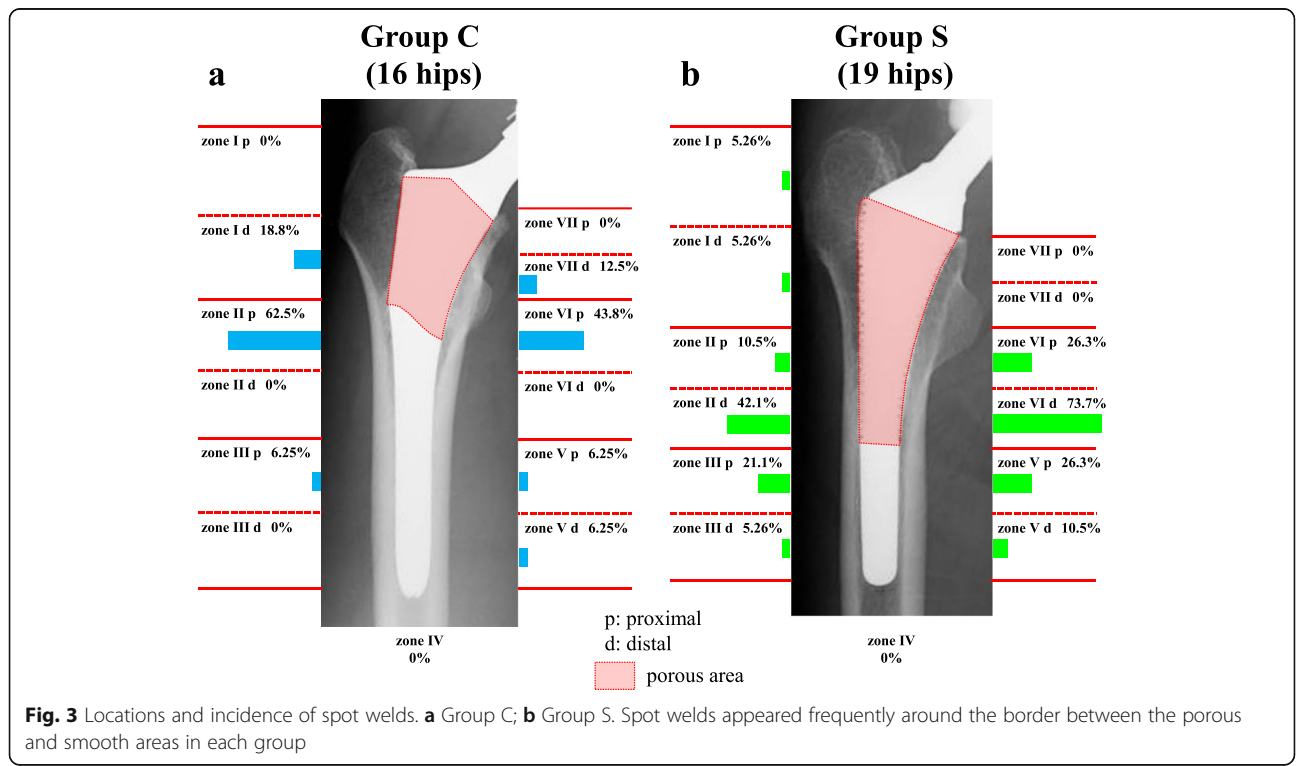 Group C
(16 hips)
a
zone I p 0%
zone I d 18.8%
zone II p 62.5%
zone II d 0%
zone III p 6.25%
zone III d 0%
zone VII p 0%
zone VII d 12.5%
zone VI p 43.8%
zone VI d 0%
zone V p 6.25%
zone V d 6.25%
zone IV
0%
Group S
(19 hips)
b
zone I p 5.26%
zone I d 5.26%
zone II p 10.5%
zone II d 42.1%
zone III p 21.1%
zone III d 5.26%
zone VII p 0%
zone VII d 0%
zone VI p 26.3%
zone VI d 73.7%
zone V p 26.3%
zone V d 10.5%
zone IV
0%
p: proximal
d: distal
porous area
Fig. 3 Locations and incidence of spot welds. a Group C; b Group S. Spot welds appeared frequently around the border between the porous
and smooth areas in each group